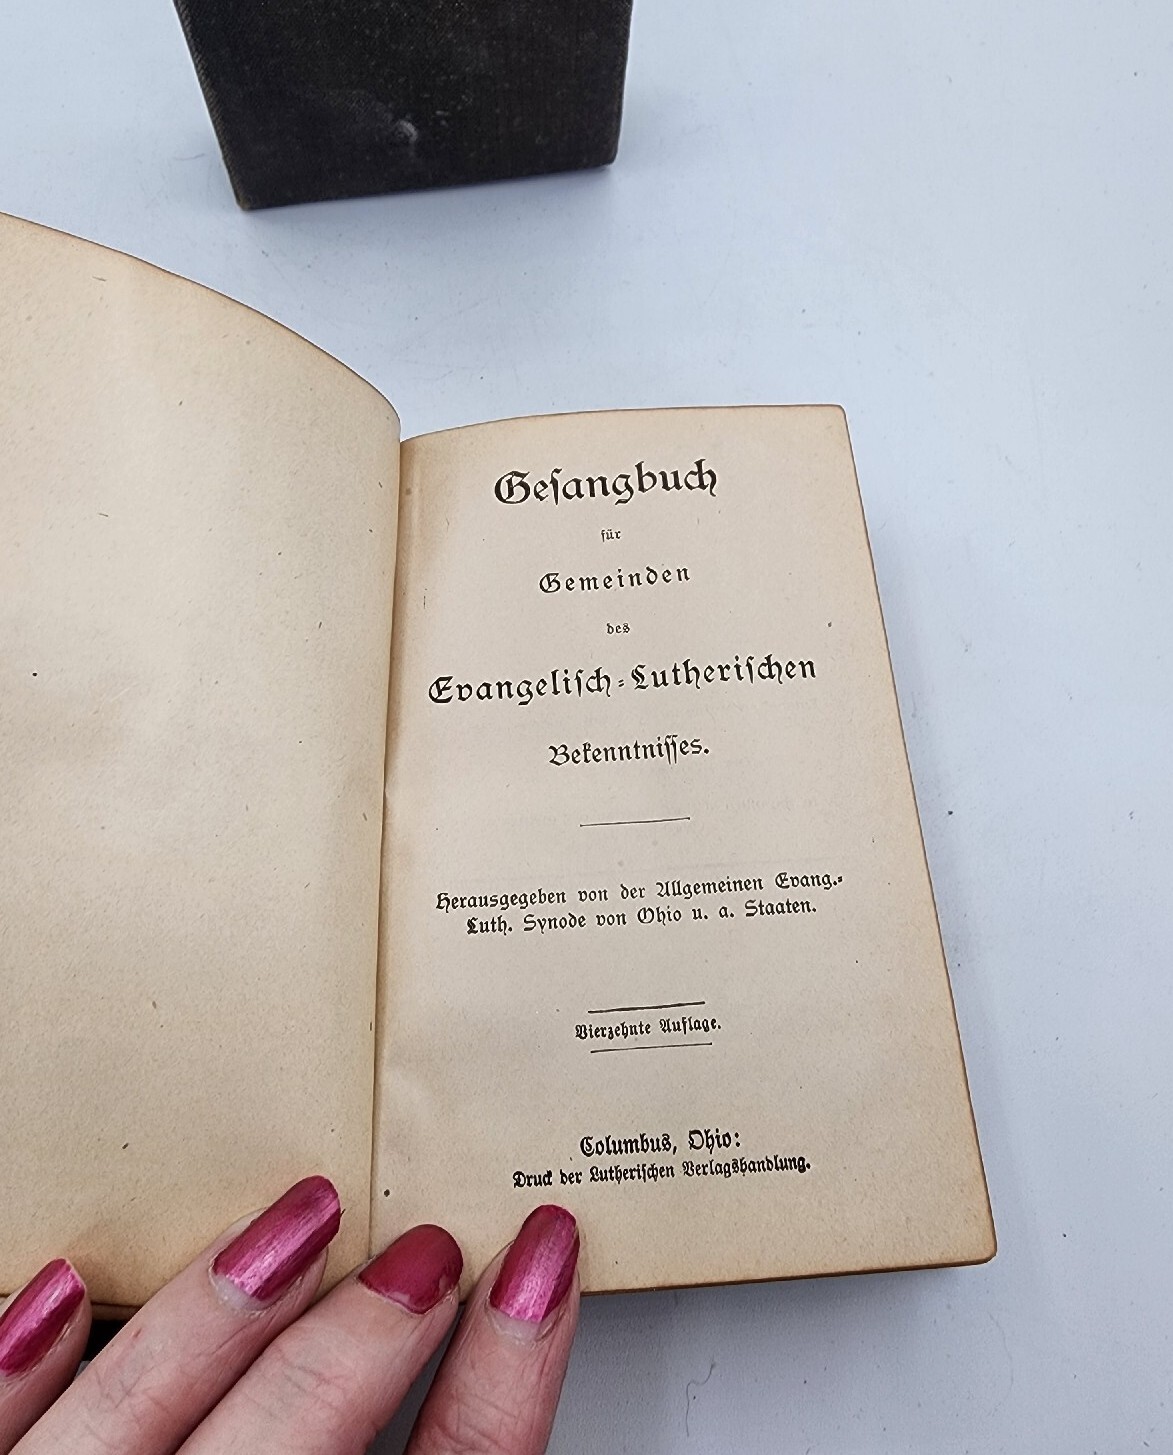 Gesangbuch
für
Gemeinden
des
Evangelisch-Lutherischen
Bekenntnisses.
Herausgegeben von der Allgemeinen Evang.-
Luth. Synode von Ohio u. a. Staaten.
Vierzehnte Auflage.
Columbus, Ohio:
Druck der Lutherischen Verlagshandlung.